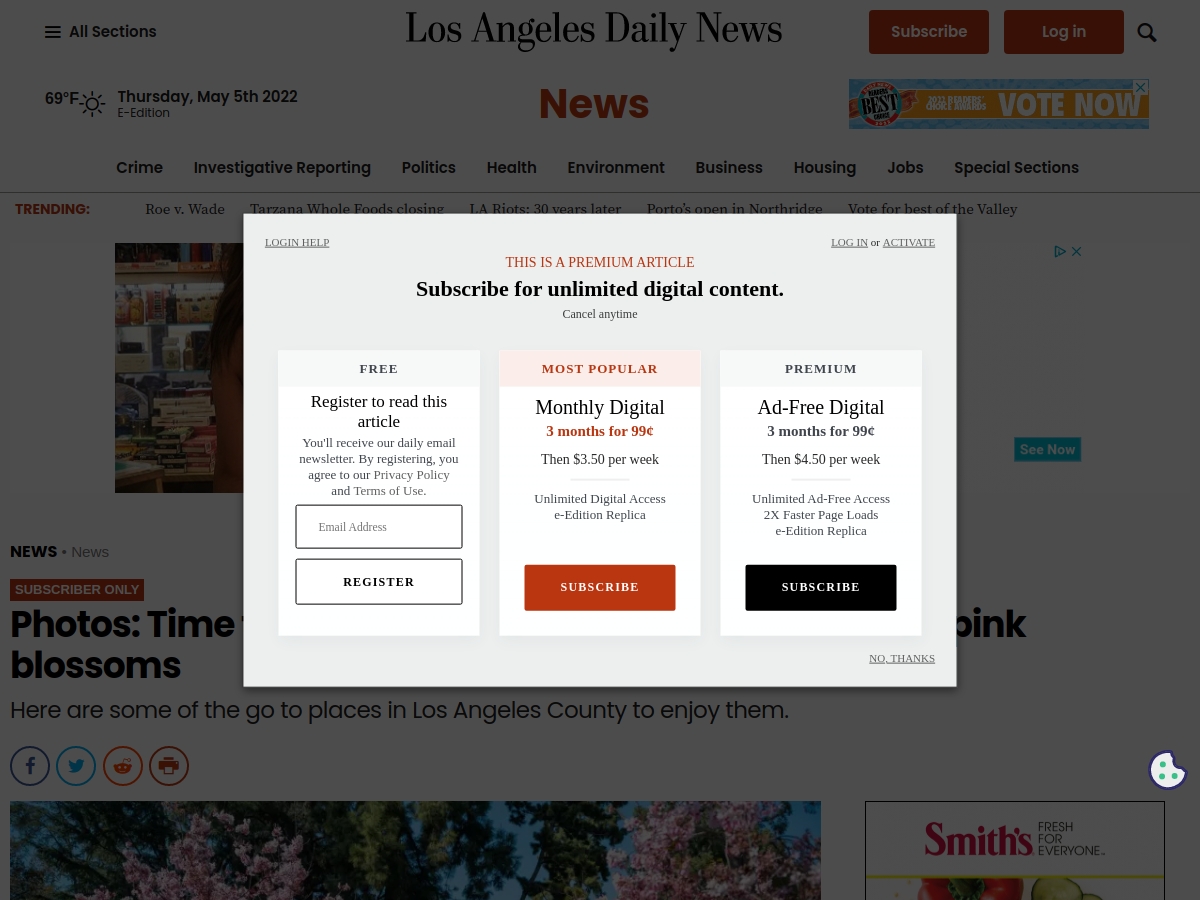 All Sections
Los Angeles Daily News
Subscribe
Log in
69°F
Thursday, May 5th 2022
E-Edition
News
BEST
2022 READERS'
CHOICE AWARDS
VOTE NOW
Crime Investigative Reporting Politics Health Environment Business Housing Jobs Special Sections
TRENDING: Roe v. Wade Tarzana Whole Foods closing LA Riots: 30 years later Porto's open in Northridge Vote for best of the Valley
LOGIN HELP
LOG IN or ACTIVATE
THIS IS A PREMIUM ARTICLE
Subscribe for unlimited digital content.
Cancel anytime
FREE
Register to read this
article
You'll receive our daily email
newsletter. By registering, you
agree to our Privacy Policy
and Terms of Use.
Email Address
REGISTER
MOST POPULAR
Monthly Digital
3 months for 99¢
Then $3.50 per week
Unlimited Digital Access
e-Edition Replica
SUBSCRIBE
PREMIUM
Ad-Free Digital
3 months for 99¢
Then $4.50 per week
Unlimited Ad-Free Access
2X Faster Page Loads
e-Edition Replica
SUBSCRIBE
NO, THANKS
See Now
NEWS • News
SUBSCRIBER ONLY
Photos: Time pink
blossoms
Here are some of the go to places in Los Angeles County to enjoy them.
Smith's
FRESH
FOR
EVERYONE™